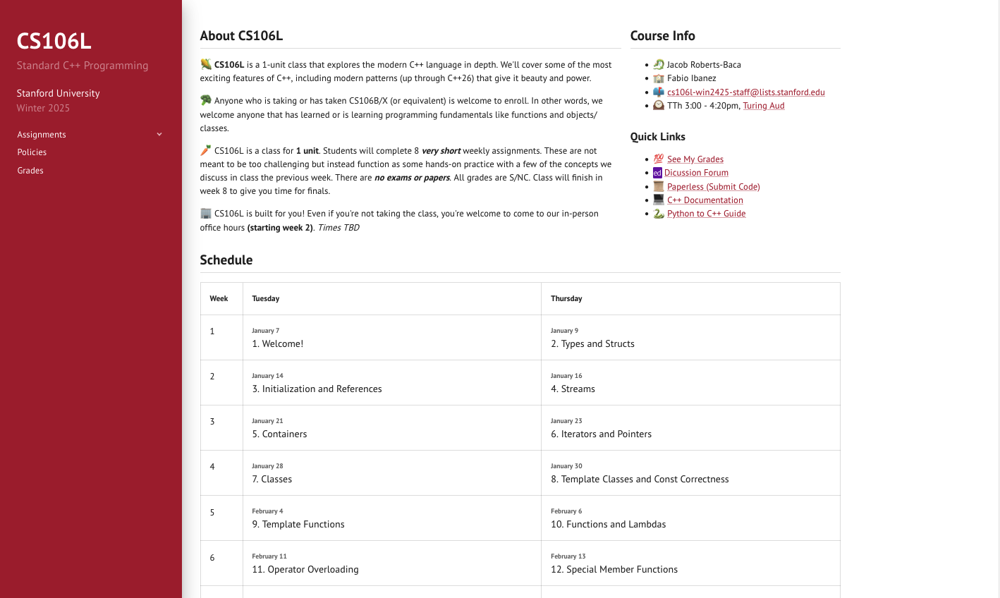 CS106L
Standard C++ Programming
Stanford University
Winter 2025
Assignments
Policies
Grades
About CS106L
CS106L is a 1-unit class that explores the modern C++ language in depth. We'll cover some of the most
exciting features of C++, including modern patterns (up through C++26) that give it beauty and power.
Anyone who is taking or has taken CS106B/X (or equivalent) is welcome to enroll. In other words, we
welcome anyone that has learned or is learning programming fundamentals like functions and objects/
classes.
CS106L is a class for 1 unit. Students will complete 8 very short weekly assignments. These are not
meant to be too challenging but instead function as some hands-on practice with a few of the concepts we
discuss in class the previous week. There are no exams or papers. All grades are S/NC. Class will finish in
week 8 to give you time for finals.
CS106L is built for you! Even if you're not taking the class, you're welcome to come to our in-person
office hours (starting week 2). Times TBD
Course Info
Jacob Roberts-Baca
Fabio Ibanez
cs106l-win2425-staff@lists.stanford.edu
TTh 3:00 - 4:20pm, Turing Aud
Quick Links
See My Grades
ed Dicussion Forum
Paperless (Submit Code)
C++ Documentation
Python to C++ Guide
Schedule
Week Tuesday Thursday
January 7 January 9
1 1. Welcome! 2. Types and Structs
January 14 January 16
2 3. Initialization and References 4. Streams
January 21 January 23
3 5. Containers 6. Iterators and Pointers
January 28 January 30
4 7. Classes 8. Template Classes and Const Correctness
February 4 February 6
5 9. Template Functions 10. Functions and Lambdas
February 11 February 13
6 11. Operator Overloading 12. Special Member Functions